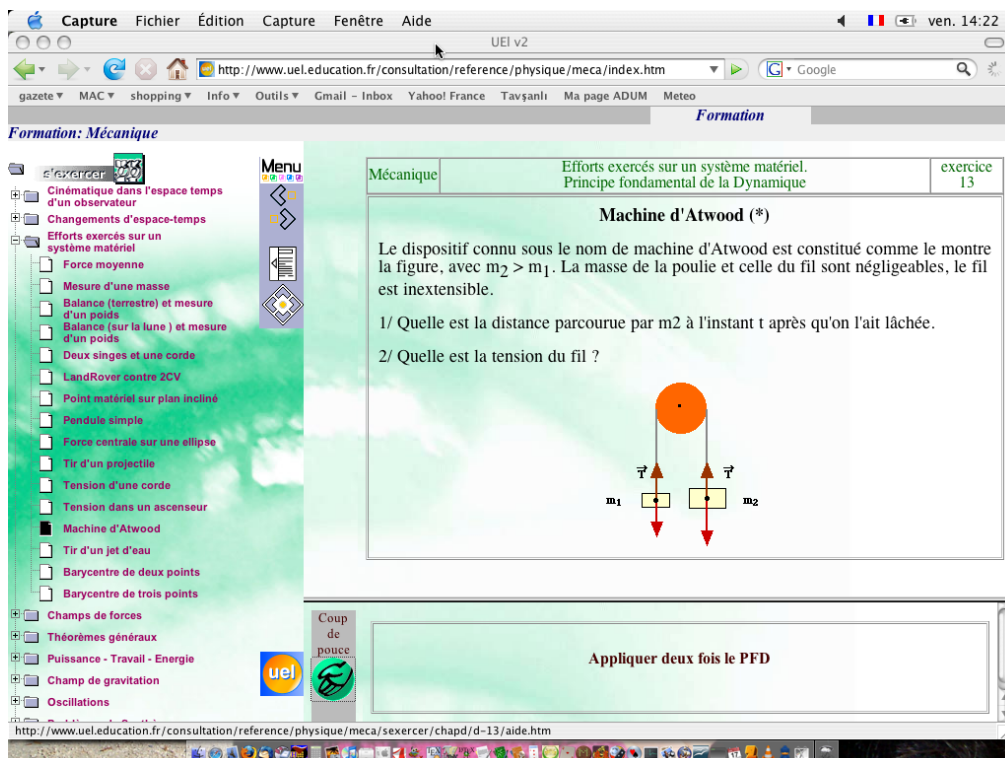 Capture Fichier Édition Capture Fenêtre Aide ven. 14:22
UEl v2
http://www.uel.education.fr/consultation/reference/physique/meca/index.htm G Google
gazete MAC shopping Info Outils Gmail - Inbox Yahoo! France Tavşanlı Ma page ADUM Meteo
Formation
Formation: Mécanique
s'exercer
Cinématique dans l'espace temps
d'un observateur
Changements d'espace-temps
Efforts exercés sur un
système matériel
Force moyenne
Mesure d'une masse
Balance (terrestre) et mesure
d'un poids
Balance (sur la lune ) et mesure
d'un poids
Deux singes et une corde
LandRover contre 2CV
Point matériel sur plan incliné
Pendule simple
Force centrale sur une ellipse
Tir d'un projectile
Tension d'une corde
Tension dans un ascenseur
Machine d'Atwood
Tir d'un jet d'eau
Barycentre de deux points
Barycentre de trois points
Champs de forces
Théorèmes généraux
Puissance - Travail - Energie
Champ de gravitation
Oscillations
Menu
uel
Mécanique
Efforts exercés sur un système matériel.
Principe fondamental de la Dynamique
exercice
13
Machine d'Atwood (*)
Le dispositif connu sous le nom de machine d'Atwood est constitué comme le montre
la figure, avec m2 > m1. La masse de la poulie et celle du fil sont négligeables, le fil
est inextensible.
1/ Quelle est la distance parcourue par m2 à l'instant t après qu'on l'ait lâchée.
2/ Quelle est la tension du fil ?
T T
m1 m2
Coup
de
pouce
Appliquer deux fois le PFD
http://www.uel.education.fr/consultation/reference/physique/meca/sexercer/chapd/d-13/aide.htm